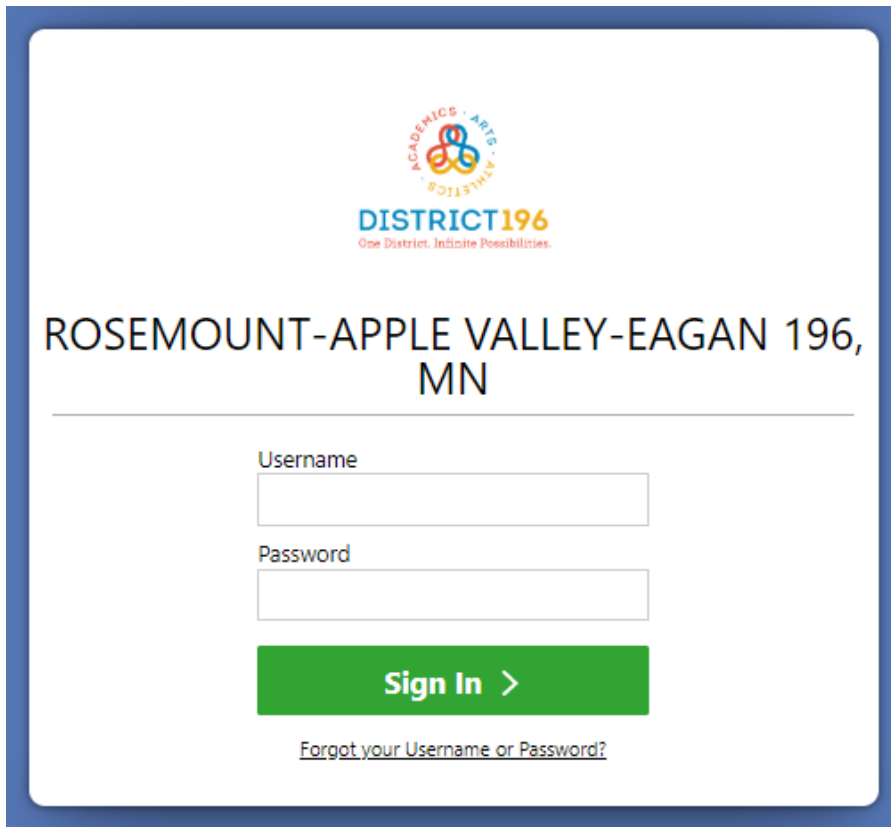 ACADEMICS · ARTS · ATHLETICS ·
DISTRICT196
One District. Infinite Possibilities.
ROSEMOUNT-APPLE VALLEY-EAGAN 196,
MN
Username
Password
Sign In
Forgot your Username or Password?